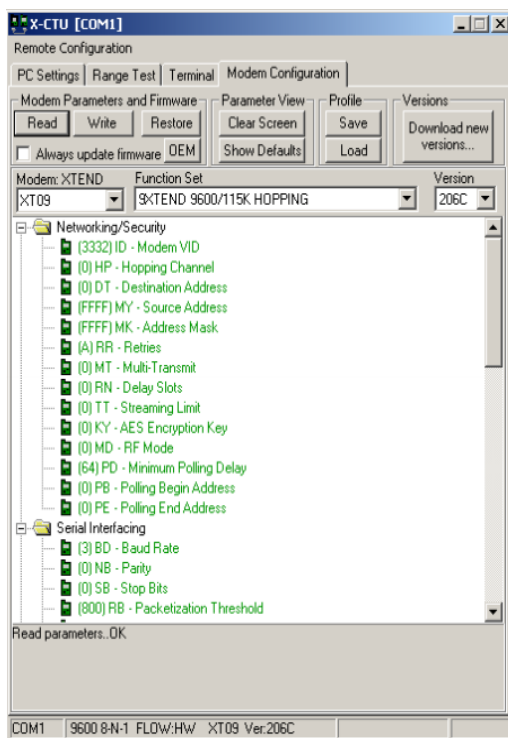 X-CTU [COM1]
Remote Configuration
PC Settings Range Test Terminal Modem Configuration
Modem Parameters and Firmware Parameter View Profile Versions
Read Write Restore Clear Screen Save Download new versions...
Always update firmware OEM Show Defaults Load
Modem: XTEND Function Set Version
XT09 9XTEND 9600/115K HOPPING 206C
Networking/Security
(3332) ID - Modem VID
(0) HP - Hopping Channel
(0) DT - Destination Address
(FFFF) MY - Source Address
(FFFF) MK - Address Mask
(A) RR - Retries
(0) MT - Multi-Transmit
(0) RN - Delay Slots
(0) TT - Streaming Limit
(0) KY - AES Encryption Key
(0) MD - RF Mode
(64) PD - Minimum Polling Delay
(0) PB - Polling Begin Address
(0) PE - Polling End Address
Serial Interfacing
(3) BD - Baud Rate
(0) NB - Parity
(0) SB - Stop Bits
(800) RB - Packetization Threshold
Read parameters..OK
COM1 9600 8-N-1 FLOW:HW XT09 Ver:206C